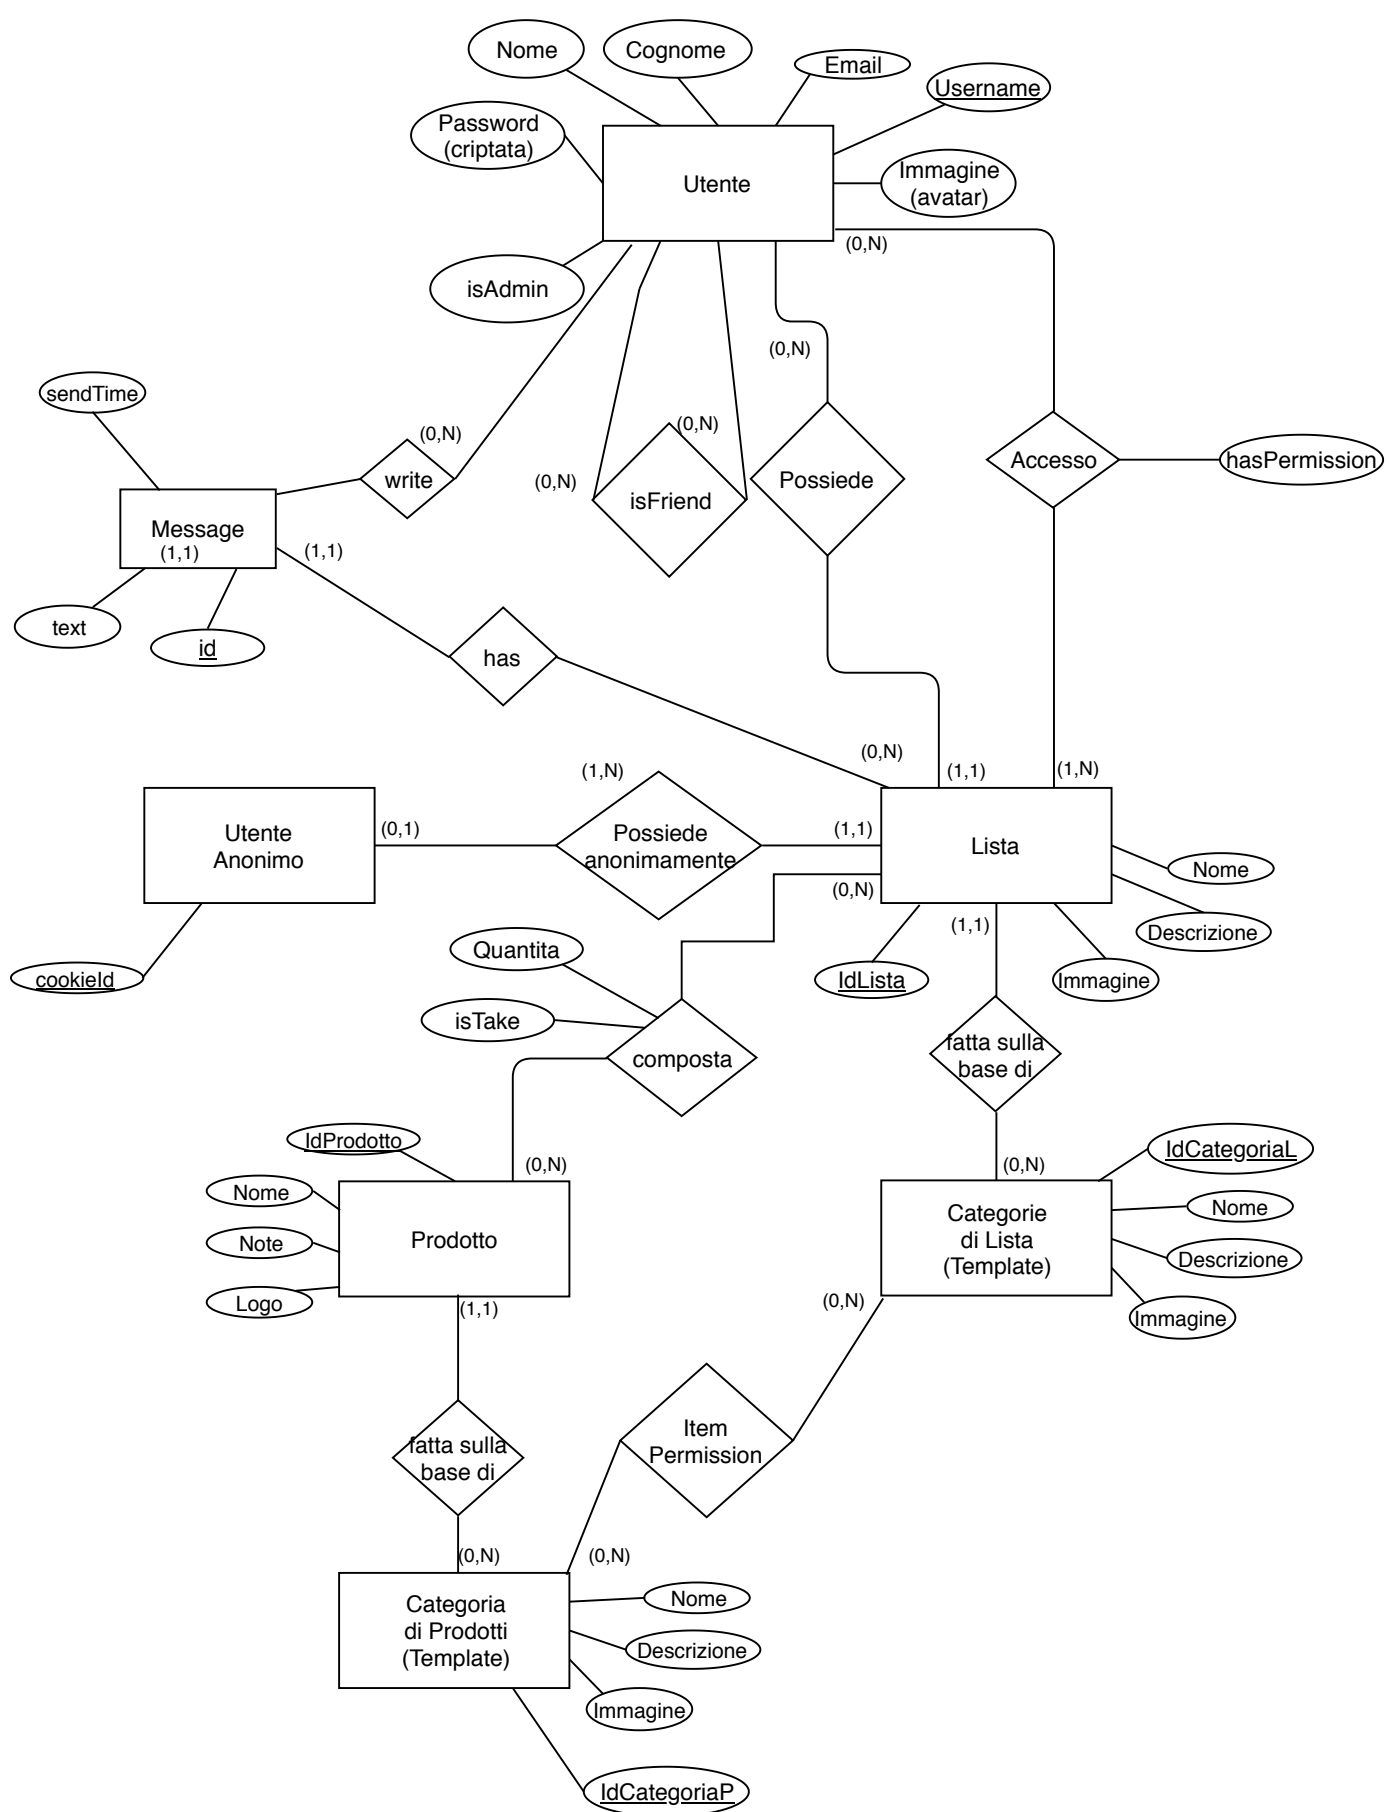 Nome
Cognome
Email
Username
Password
(criptata)
Utente
Immagine
(avatar)
(0,N)
isAdmin
(0,N)
sendTime
(0,N)
(0,N)
write
(0,N)
isFriend
Possiede
Accesso
hasPermission
Message
(1,1)
(1,1)
text
id
has
(0,N)
(1,1)
(1,N)
(1,N)
Utente
Anonimo
(0,1)
Possiede
anonimamente
(1,1)
Lista
(0,N)
Nome
Descrizione
(1,1)
Quantita
cookieId
IdLista
Immagine
isTake
composta
fatta sulla
base di
IdProdotto
(0,N)
(0,N)
IdCategoriaL
Nome
Note
Logo
Prodotto
(1,1)
Categorie
di Lista
(Template)
Nome
Descrizione
Immagine
(0,N)
Item
Permission
fatta sulla
base di
(0,N)
(0,N)
Categoria
di Prodotti
(Template)
Nome
Descrizione
Immagine
IdCategoriaP